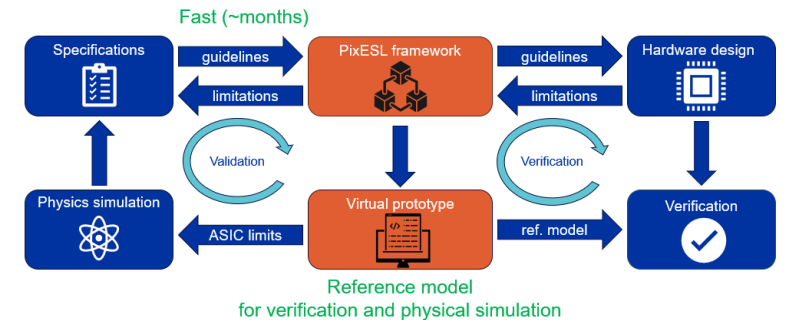 Fast (~months)
Specifications
guidelines
PixESL framework
guidelines
Hardware design
limitations
limitations
Validation
Verification
Physics simulation
ASIC limits
Virtual prototype
</>
ref. model
Verification
Reference model
for verification and physical simulation